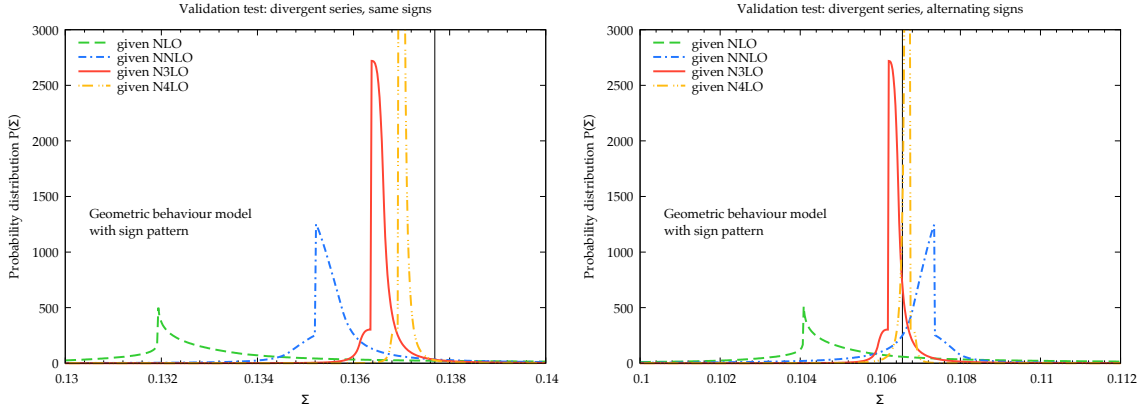 Validation test: divergent series, same signs
3000
2500
2000
1500
1000
500
0
Probability distribution P(Σ)
given NLO
given NNLO
given N3LO
given N4LO
Geometric behaviour model
with sign pattern
0.13 0.132 0.134 0.136 0.138 0.14
Σ
Validation test: divergent series, alternating signs
3000
2500
2000
1500
1000
500
0
Probability distribution P(Σ)
given NLO
given NNLO
given N3LO
given N4LO
Geometric behaviour model
with sign pattern
0.1 0.102 0.104 0.106 0.108 0.11 0.112
Σ